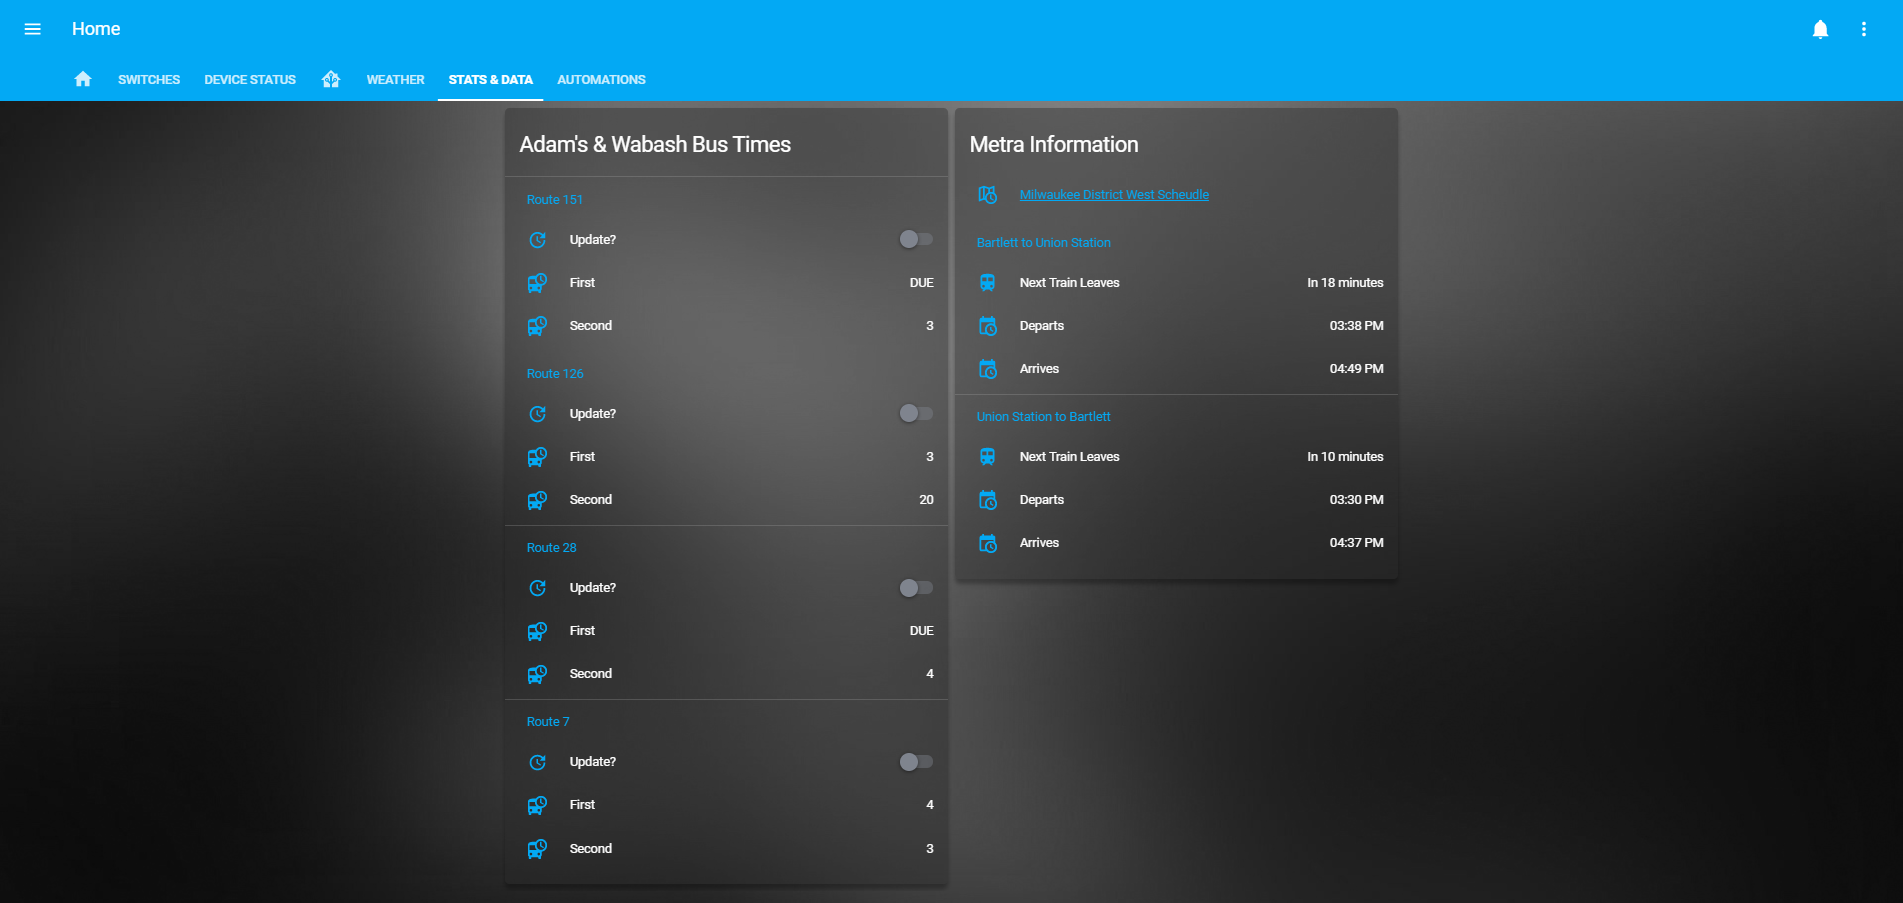 Home
SWITCHES DEVICE STATUS WEATHER STATS & DATA AUTOMATIONS
Adam's & Wabash Bus Times
Route 151
Update?
First DUE
Second 3
Route 126
Update?
First 3
Second 20
Route 28
Update?
First DUE
Second 4
Route 7
Update?
First 4
Second 3
Metra Information
Milwaukee District West Scheudle
Bartlett to Union Station
Next Train Leaves In 18 minutes
Departs 03:38 PM
Arrives 04:49 PM
Union Station to Bartlett
Next Train Leaves In 10 minutes
Departs 03:30 PM
Arrives 04:37 PM